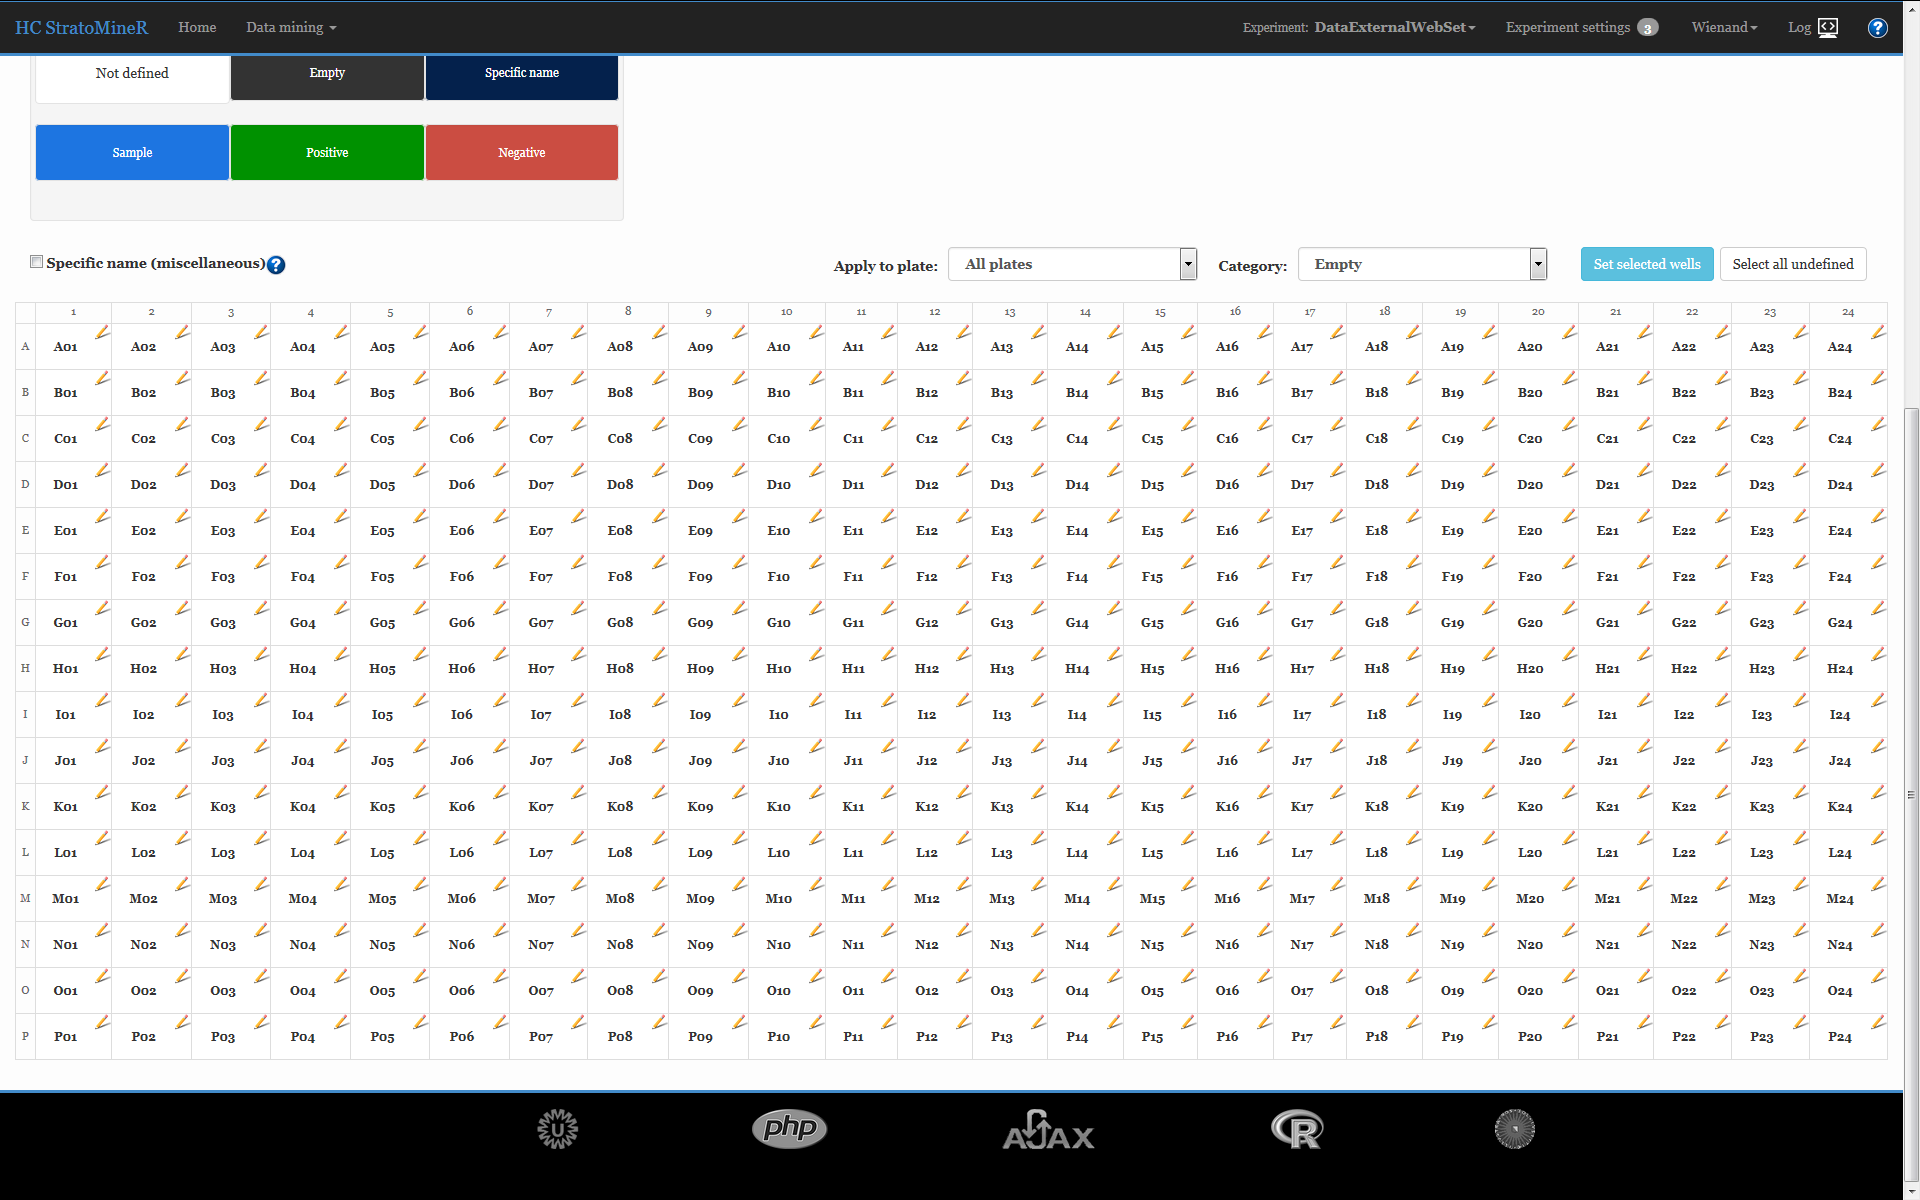 HC StratoMineR Home Data mining Experiment: DataExternalWebSet Experiment settings 3 Wienand Log ?
Not defined Empty Specific name
Sample Positive Negative
Specific name (miscellaneous) ? Apply to plate: All plates Category: Empty Set selected wells Select all undefined
1 2 3 4 5 6 7 8 9 10 11 12 13 14 15 16 17 18 19 20 21 22 23 24
A A01 A02 A03 A04 A05 A06 A07 A08 A09 A10 A11 A12 A13 A14 A15 A16 A17 A18 A19 A20 A21 A22 A23 A24
B B01 B02 B03 B04 B05 B06 B07 B08 B09 B10 B11 B12 B13 B14 B15 B16 B17 B18 B19 B20 B21 B22 B23 B24
C C01 C02 C03 C04 C05 C06 C07 C08 C09 C10 C11 C12 C13 C14 C15 C16 C17 C18 C19 C20 C21 C22 C23 C24
D D01 D02 D03 D04 D05 D06 D07 D08 D09 D10 D11 D12 D13 D14 D15 D16 D17 D18 D19 D20 D21 D22 D23 D24
E E01 E02 E03 E04 E05 E06 E07 E08 E09 E10 E11 E12 E13 E14 E15 E16 E17 E18 E19 E20 E21 E22 E23 E24
F F01 F02 F03 F04 F05 F06 F07 F08 F09 F10 F11 F12 F13 F14 F15 F16 F17 F18 F19 F20 F21 F22 F23 F24
G G01 G02 G03 G04 G05 G06 G07 G08 G09 G10 G11 G12 G13 G14 G15 G16 G17 G18 G19 G20 G21 G22 G23 G24
H H01 H02 H03 H04 H05 H06 H07 H08 H09 H10 H11 H12 H13 H14 H15 H16 H17 H18 H19 H20 H21 H22 H23 H24
I I01 I02 I03 I04 I05 I06 I07 I08 I09 I10 I11 I12 I13 I14 I15 I16 I17 I18 I19 I20 I21 I22 I23 I24
J J01 J02 J03 J04 J05 J06 J07 J08 J09 J10 J11 J12 J13 J14 J15 J16 J17 J18 J19 J20 J21 J22 J23 J24
K K01 K02 K03 K04 K05 K06 K07 K08 K09 K10 K11 K12 K13 K14 K15 K16 K17 K18 K19 K20 K21 K22 K23 K24
L L01 L02 L03 L04 L05 L06 L07 L08 L09 L10 L11 L12 L13 L14 L15 L16 L17 L18 L19 L20 L21 L22 L23 L24
M M01 M02 M03 M04 M05 M06 M07 M08 M09 M10 M11 M12 M13 M14 M15 M16 M17 M18 M19 M20 M21 M22 M23 M24
N N01 N02 N03 N04 N05 N06 N07 N08 N09 N10 N11 N12 N13 N14 N15 N16 N17 N18 N19 N20 N21 N22 N23 N24
O O01 O02 O03 O04 O05 O06 O07 O08 O09 O10 O11 O12 O13 O14 O15 O16 O17 O18 O19 O20 O21 O22 O23 O24
P P01 P02 P03 P04 P05 P06 P07 P08 P09 P10 P11 P12 P13 P14 P15 P16 P17 P18 P19 P20 P21 P22 P23 P24
U php AJAX R